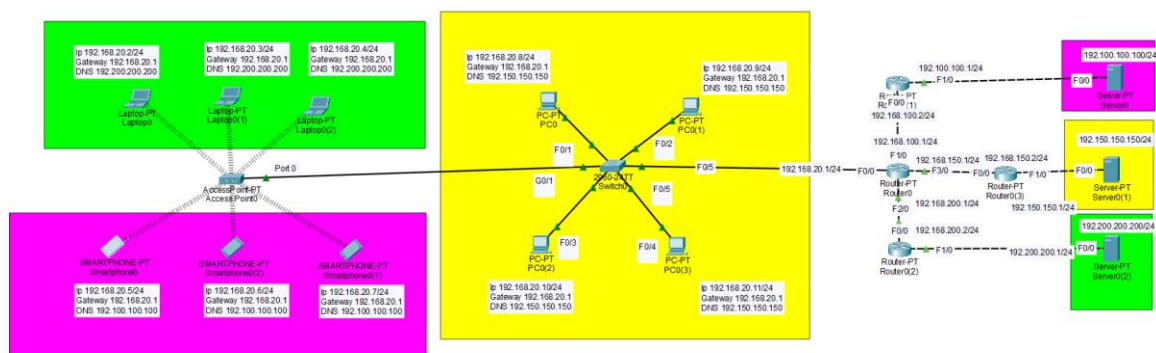 Ip 192.168.20.2/24
Gateway 192.168.20.1
DNS 192.200.200.200
Ip 192.168.20.3/24
Gateway 192.168.20.1
DNS 192.200.200.200
Ip 192.168.20.4/24
Gateway 192.168.20.1
DNS 192.200.200.200
Laptop-PT
Laptop0
Laptop-PT
Laptop0(1)
Laptop-PT
Laptop0(2)
Port 0
AccessPoint-PT
Access Point0
SMARTPHONE-PT
Smartphone0
SMARTPHONE-PT
Smartphone0(2)
SMARTPHONE-PT
Smartphone0(1)
Ip 192.168.20.5/24
Gateway 192.168.20.1
DNS 192.100.100.100
Ip 192.168.20.6/24
Gateway 192.168.20.1
DNS 192.100.100.100
Ip 192.168.20.7/24
Gateway 192.168.20.1
DNS 192.100.100.100
Ip 192.168.20.8/24
Gateway 192.168.20.1
DNS 192.150.150.150
Ip 192.168.20.9/24
Gateway 192.168.20.1
DNS 192.150.150.150
PC-PT
PC0
PC-PT
PC0(1)
F0/1
F0/2
G0/1
2950-24TT
Switch0
F0/5
F0/5
F0/3
F0/4
PC-PT
PC0(2)
PC-PT
PC0(3)
Ip 192.168.20.10/24
Gateway 192.168.20.1
DNS 192.150.150.150
Ip 192.168.20.11/24
Gateway 192.168.20.1
DNS 192.150.150.150
192.168.20.1/24
F0/0
192.100.100.1/24
F1/0
F0/0
192.168.100.2/24
192.168.100.1/24
F1/0
192.168.150.1/24
F3/0
Router-PT
Router0
192.168.150.2/24
F0/0
F1/0
Router-PT
Router0(3)
192.150.150.1/24
192.168.200.1/24
F2/0
F0/0
192.168.200.2/24
Router-PT
Router0(2)
F1/0
192.200.200.1/24
192.100.100.100/24
F0/0
Server-PT
Server0
192.150.150.150/24
F0/0
Server-PT
Server0(1)
192.200.200.200/24
F0/0
Server-PT
Server0(2)